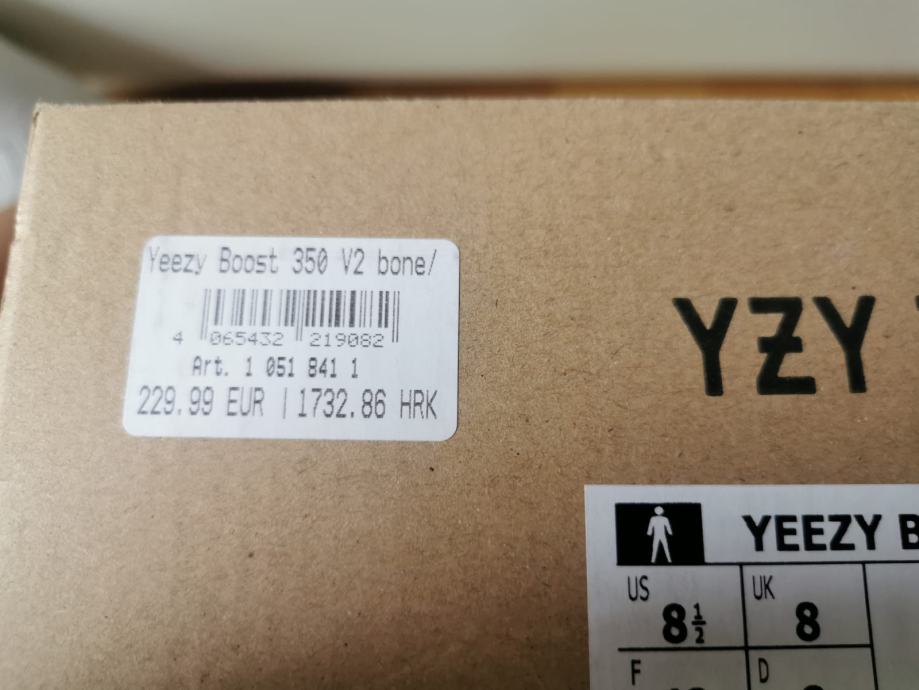 Yeezy Boost 350 V2 bone/
4 065432 219082
Art. 1 051 841 1
229.99 EUR | 1732.86 HRK
YZY
YEEZY B
US UK
8½ 8
F D